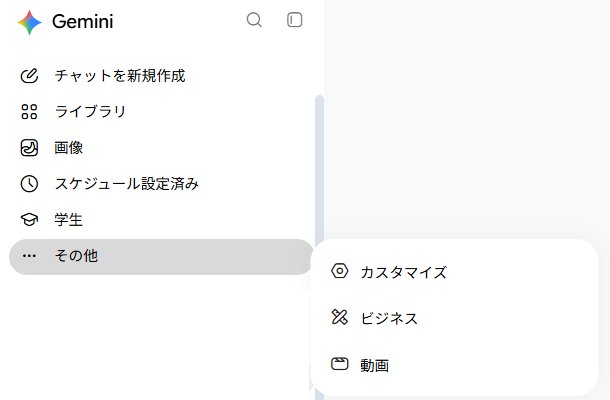 Gemini
チャットを新規作成
ライブラリ
画像
スケジュール設定済み
学生
その他
カスタマイズ
ビジネス
動画